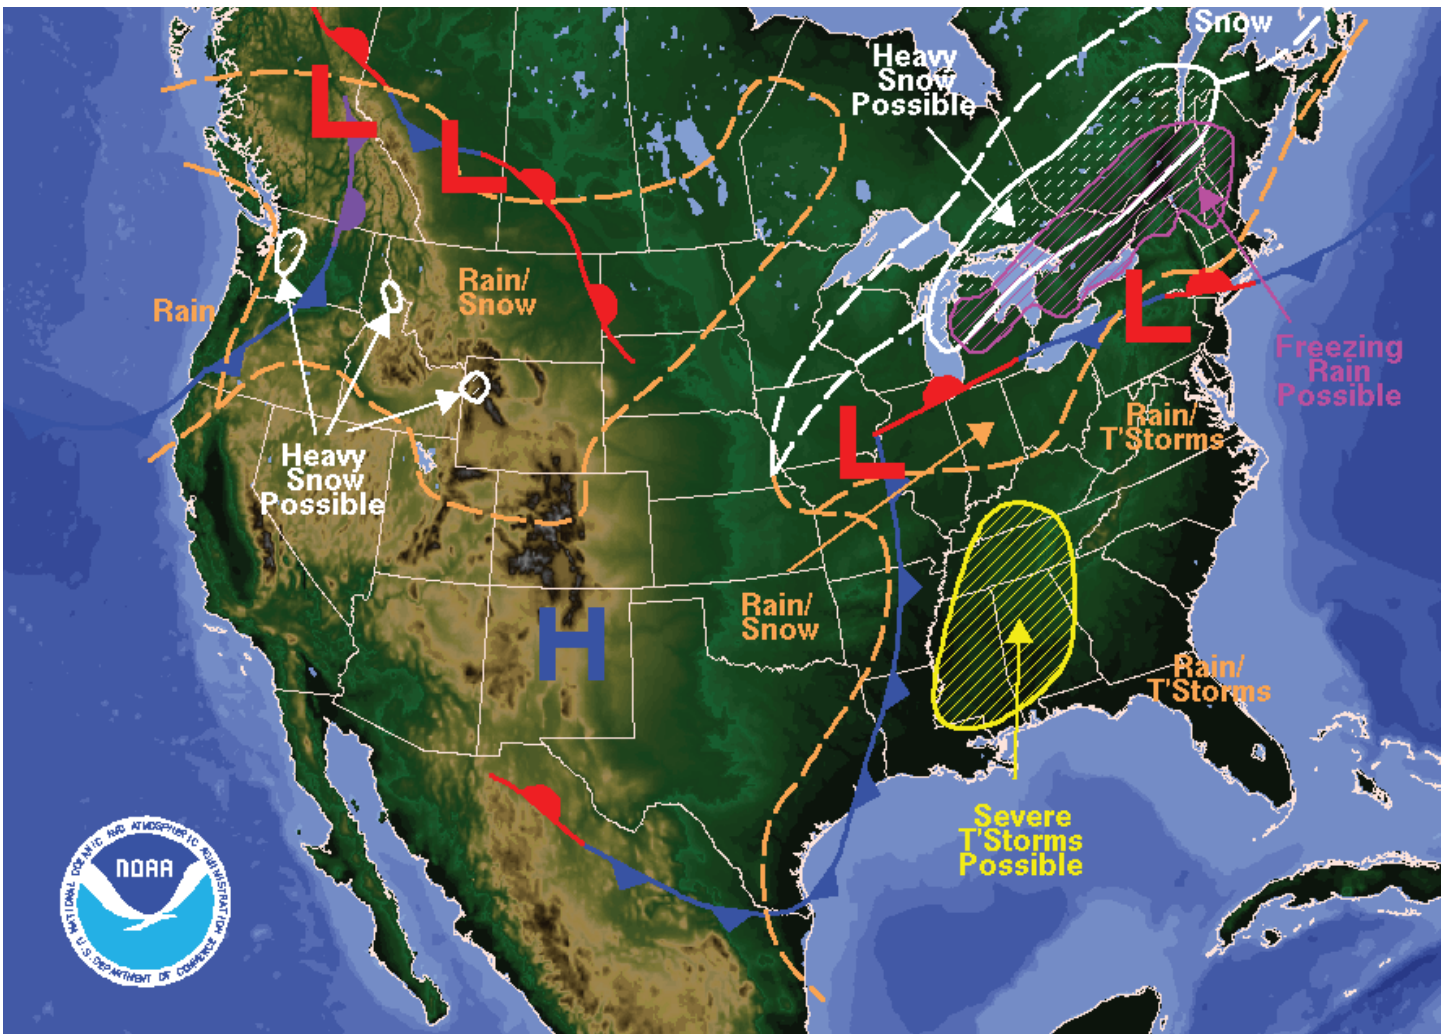 Snow
Heavy
Snow
Possible
L
L
Rain/
Snow
Rain
L
Freezing
Rain
Possible
Rain/
T'Storms
L
Heavy
Snow
Possible
Rain/
Snow
H
Rain/
T'Storms
Severe
T'Storms
Possible
NATIONAL OCEANIC AND ATMOSPHERIC ADMINISTRATION
NOAA
U.S. DEPARTMENT OF COMMERCE